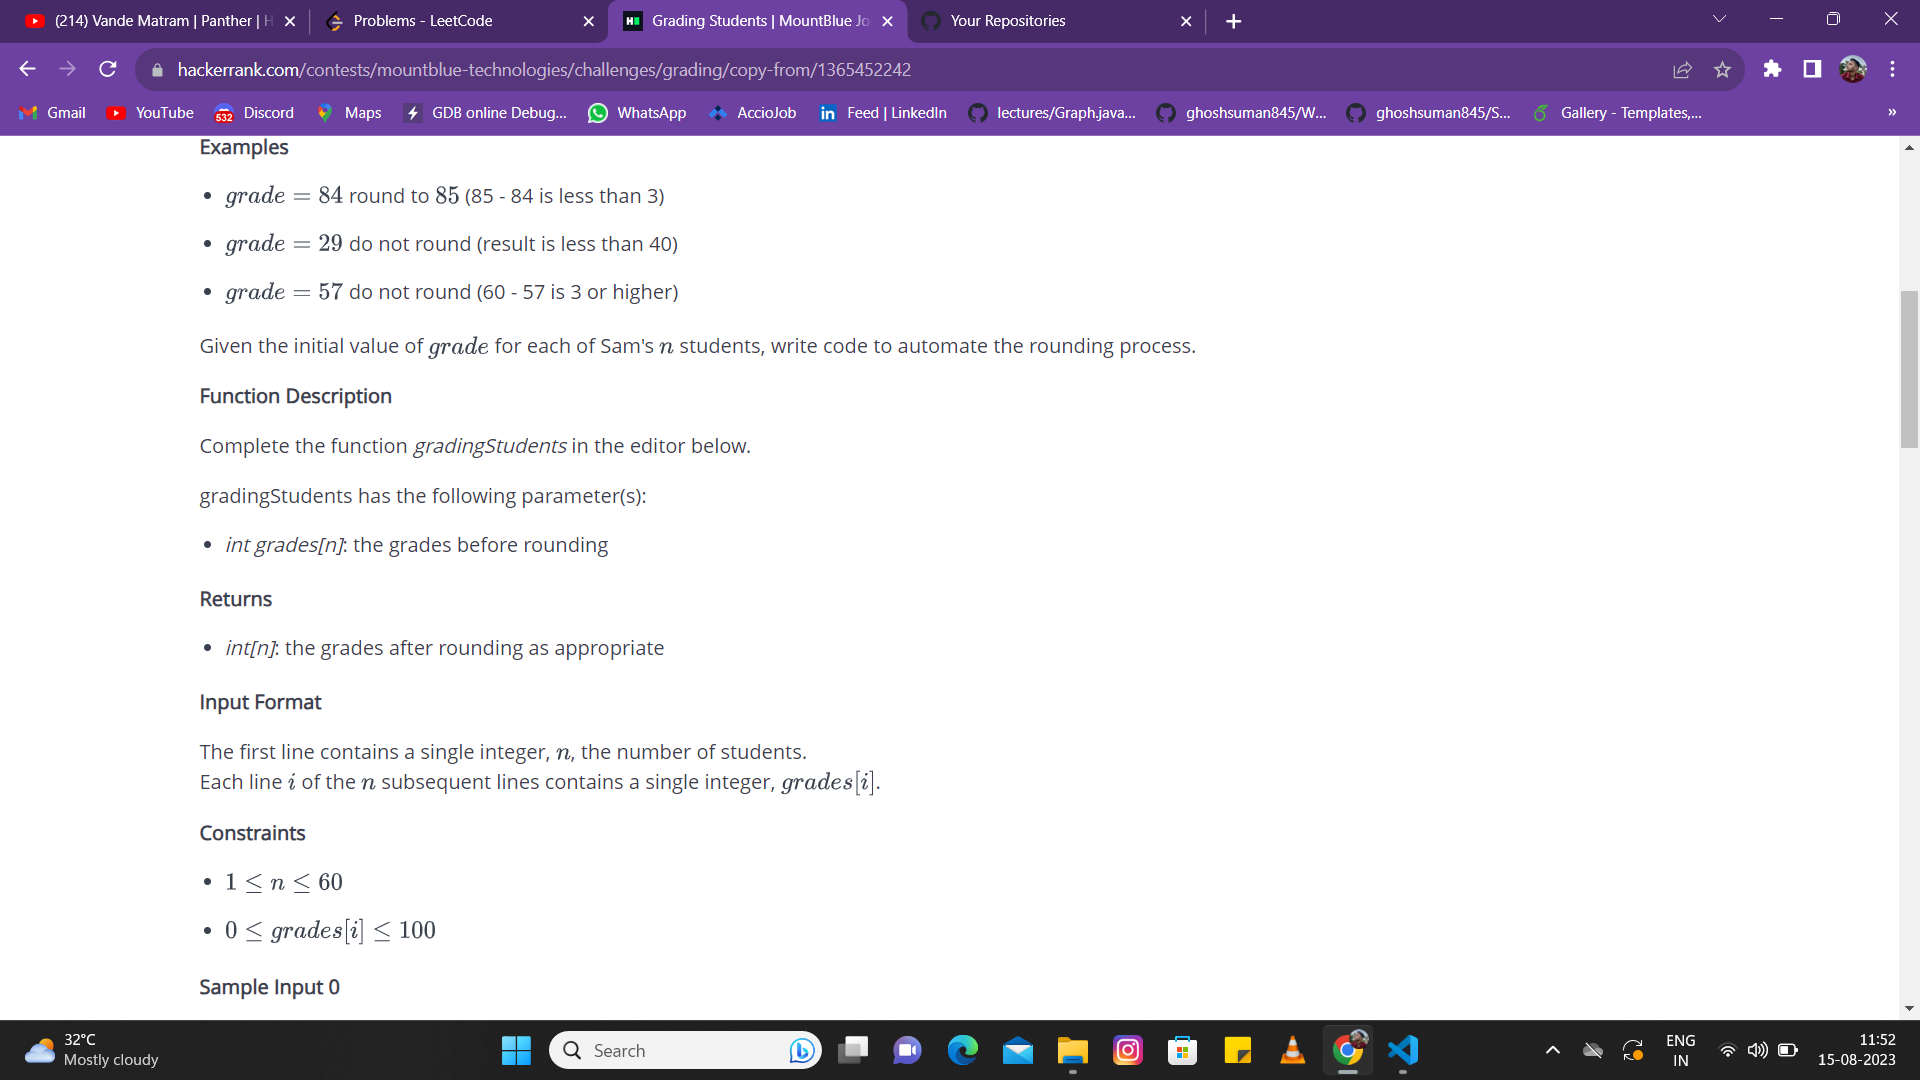 (214) Vande Matram | Panther | H
Problems - LeetCode
Grading Students | MountBlue Jo
Your Repositories
hackerrank.com/contests/mountblue-technologies/challenges/grading/copy-from/1365452242
Gmail
YouTube
532
Discord
Maps
GDB online Debug...
WhatsApp
AccioJob
Feed | LinkedIn
lectures/Graph.java...
ghoshsuman845/W...
ghoshsuman845/S...
Gallery - Templates,...
»
Examples
• grade = 84 round to 85 (85 - 84 is less than 3)
• grade = 29 do not round (result is less than 40)
• grade = 57 do not round (60 - 57 is 3 or higher)
Given the initial value of grade for each of Sam's n students, write code to automate the rounding process.
Function Description
Complete the function gradingStudents in the editor below.
gradingStudents has the following parameter(s):
• int grades[n]: the grades before rounding
Returns
• int[n]: the grades after rounding as appropriate
Input Format
The first line contains a single integer, n, the number of students.
Each line i of the n subsequent lines contains a single integer, grades[i].
Constraints
• 1 ≤ n ≤ 60
• 0 ≤ grades[i] ≤ 100
Sample Input 0
32°C
Mostly cloudy
Search
ENG
IN
11:52
15-08-2023